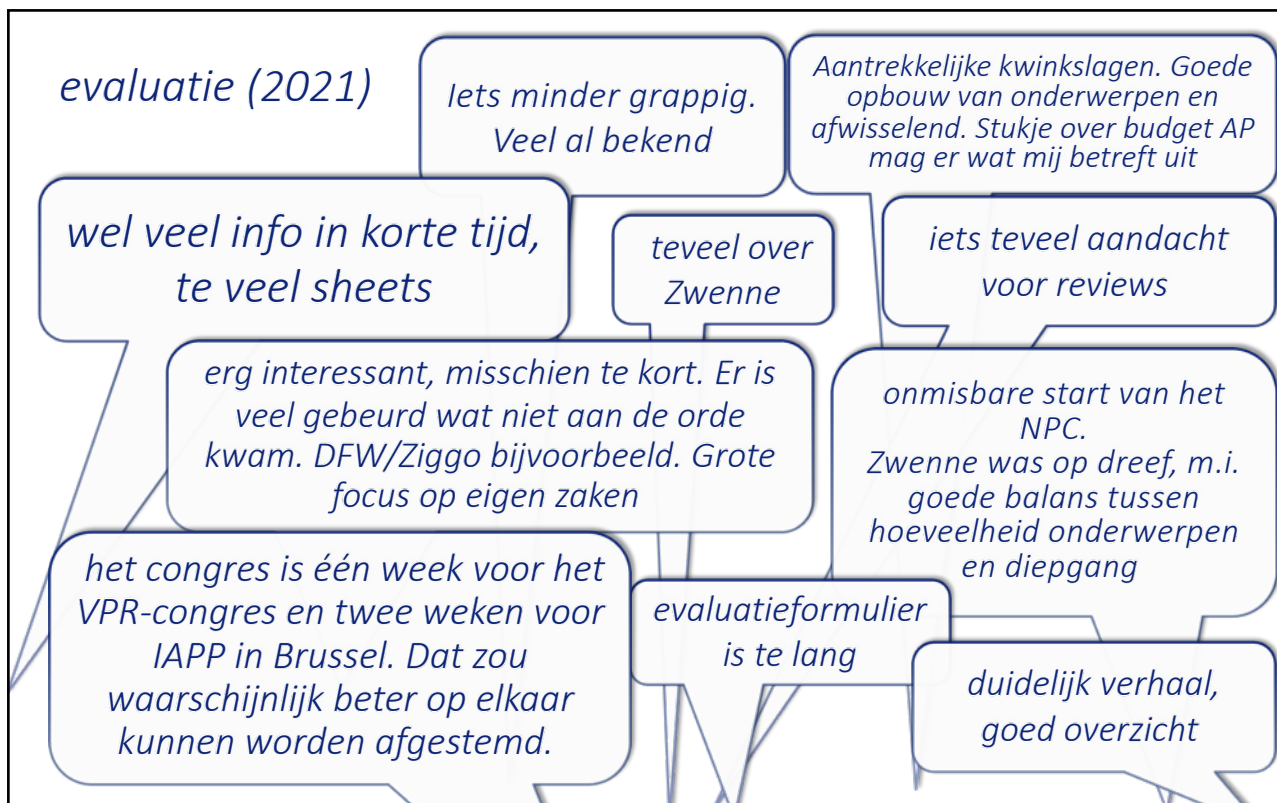 evaluatie (2021)
Iets minder grappig.
Veel al bekend
Aantrekkelijke kwinkslagen. Goede
opbouw van onderwerpen en
afwisselend. Stukje over budget AP
mag er wat mij betreft uit
wel veel info in korte tijd,
te veel sheets
teveel over
Zwenne
iets teveel aandacht
voor reviews
erg interessant, misschien te kort. Er is
veel gebeurd wat niet aan de orde
kwam. DFW/Ziggo bijvoorbeeld. Grote
focus op eigen zaken
onmisbare start van het
NPC.
Zwenne was op dreef, m.i.
goede balans tussen
hoeveelheid onderwerpen
en diepgang
het congres is één week voor het
VPR-congres en twee weken voor
IAPP in Brussel. Dat zou
waarschijnlijk beter op elkaar
kunnen worden afgestemd.
evaluatieformulier
is te lang
duidelijk verhaal,
goed overzicht